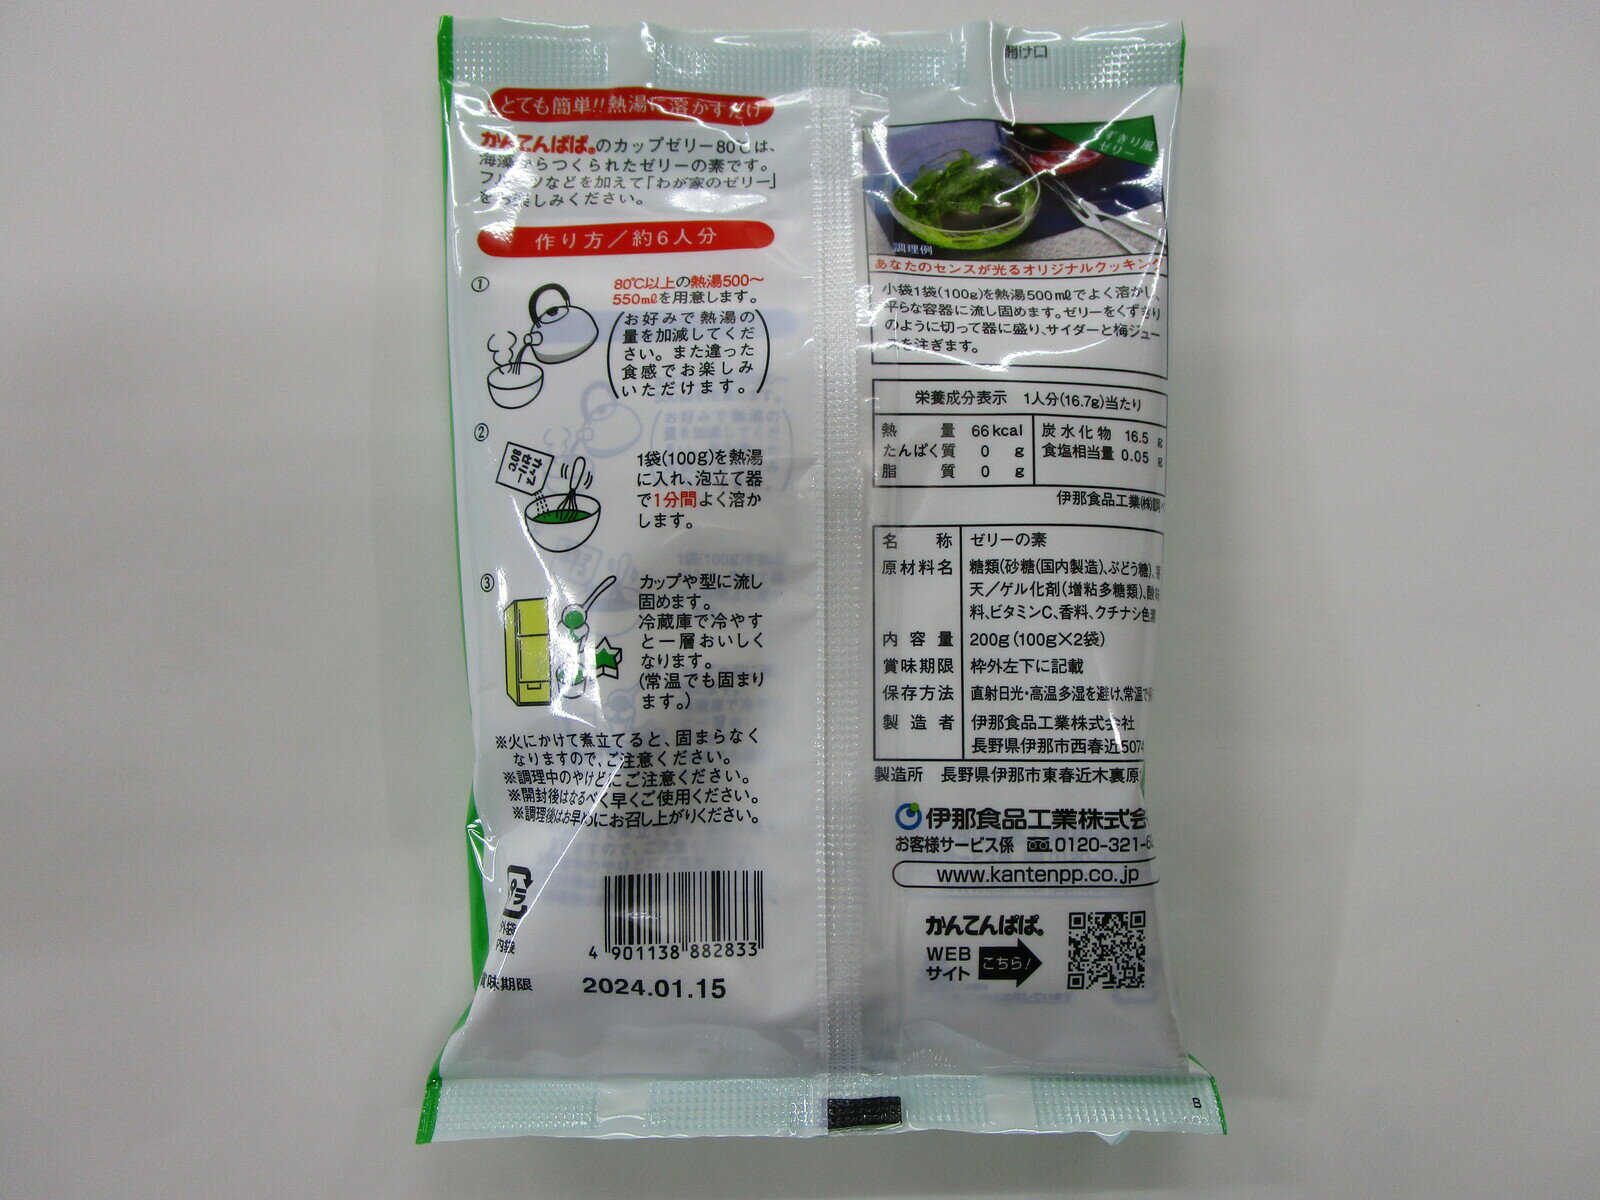 開け口
とても簡単!!熱湯に溶かすだけ
かんてんぱぱ®のカップゼリー80℃は、
海藻からつくられたゼリーの素です。
フルーツなどを加えて「わが家のゼリー」
をお楽しみください。
作り方／約6人分
①
80℃以上の熱湯500〜
550mlを用意します。
(お好みで熱湯の
量を加減してくだ
さい。また違った
食感でお楽しみ
いただけます。)
②
カップ
ゼリー
80℃
1袋(100g)を熱湯
に入れ、泡立て器
で1分間よく溶か
します。
③
カップや型に流し
固めます。
冷蔵庫で冷やす
と一層おいしく
なります。
(常温でも固まり
ます。)
※火にかけて煮立てると、固まらなく
なりますので、ご注意ください。
※調理中のやけどにご注意ください。
※開封後はなるべく早くご使用ください。
※調理後はお早めにお召し上がりください。
プラ
外袋
内袋
4 901138 882833
賞味期限 2024.01.15
くずきり風
ゼリー
調理例
あなたのセンスが光るオリジナルクッキング
小袋1袋(100g)を熱湯500mlでよく溶かし、
平らな容器に流し固めます。ゼリーをくずきり
のように切って器に盛り、サイダーと梅ジュー
スを注ぎます。
栄養成分表示 1人分(16.7g)当たり
熱量 66kcal 炭水化物 16.5 g
たんぱく質 0 g 食塩相当量 0.05 g
脂質 0 g
伊那食品工業(株)調べ
名称 ゼリーの素
原材料名 糖類(砂糖(国内製造)、ぶどう糖)、寒
天／ゲル化剤(増粘多糖類)、酸味
料、ビタミンC、香料、クチナシ色素
内容量 200g(100g×2袋)
賞味期限 枠外左下に記載
保存方法 直射日光・高温多湿を避け、常温で
製造者 伊那食品工業株式会社
長野県伊那市西春近5074
製造所 長野県伊那市東春近木裏原
伊那食品工業株式会
お客様サービス係 0120-321-6
www.kantenpp.co.jp
かんてんぱぱ®
WEB
サイト
こちら!
B